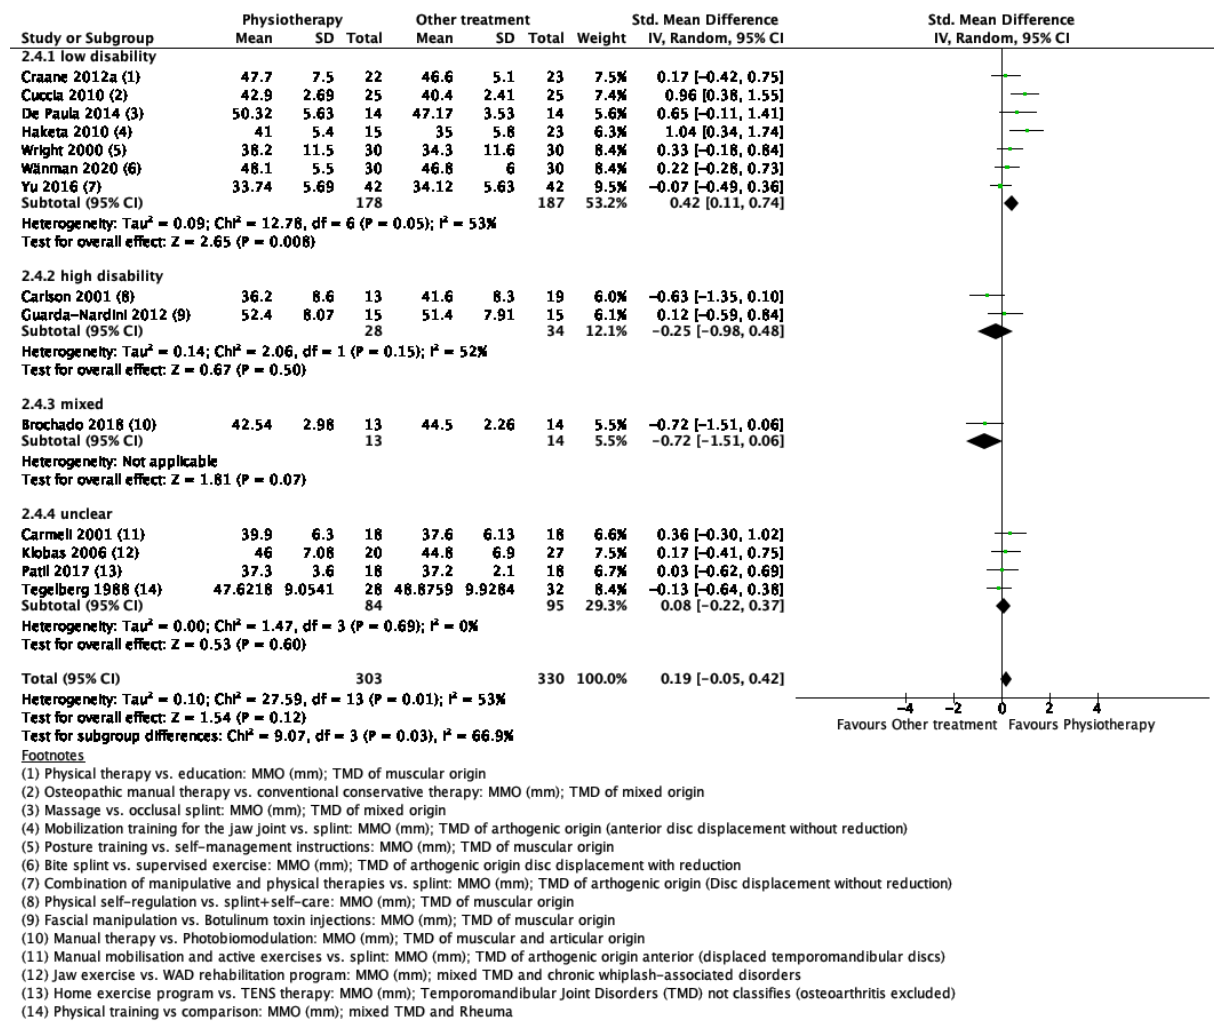 Physiotherapy Other treatment Std. Mean Difference Std. Mean Difference
Study or Subgroup Mean SD Total Mean SD Total Weight IV, Random, 95% CI IV, Random, 95% CI
2.4.1 low disability
Craane 2012a (1) 47.7 7.5 22 46.6 5.1 23 7.5% 0.17 [−0.42, 0.75]
Cuccia 2010 (2) 42.9 2.69 25 40.4 2.41 25 7.4% 0.96 [0.38, 1.55]
De Paula 2014 (3) 50.32 5.63 14 47.17 3.53 14 5.6% 0.65 [−0.11, 1.41]
Haketa 2010 (4) 41 5.4 15 35 5.8 23 6.3% 1.04 [0.34, 1.74]
Wright 2000 (5) 38.2 11.5 30 34.3 11.6 30 8.4% 0.33 [−0.18, 0.84]
Wänman 2020 (6) 48.1 5.5 30 46.8 6 30 8.4% 0.22 [−0.28, 0.73]
Yu 2016 (7) 33.74 5.69 42 34.12 5.63 42 9.5% −0.07 [−0.49, 0.36]
Subtotal (95% CI) 178 187 53.2% 0.42 [0.11, 0.74]
Heterogeneity: Tau² = 0.09; Chi² = 12.78, df = 6 (P = 0.05); I² = 53%
Test for overall effect: Z = 2.65 (P = 0.008)
2.4.2 high disability
Carlson 2001 (8) 36.2 8.6 13 41.6 8.3 19 6.0% −0.63 [−1.35, 0.10]
Guarda−Nardini 2012 (9) 52.4 8.07 15 51.4 7.91 15 6.1% 0.12 [−0.59, 0.84]
Subtotal (95% CI) 28 34 12.1% −0.25 [−0.98, 0.48]
Heterogeneity: Tau² = 0.14; Chi² = 2.06, df = 1 (P = 0.15); I² = 52%
Test for overall effect: Z = 0.67 (P = 0.50)
2.4.3 mixed
Brochado 2018 (10) 42.54 2.98 13 44.5 2.26 14 5.5% −0.72 [−1.51, 0.06]
Subtotal (95% CI) 13 14 5.5% −0.72 [−1.51, 0.06]
Heterogeneity: Not applicable
Test for overall effect: Z = 1.81 (P = 0.07)
2.4.4 unclear
Carmeli 2001 (11) 39.9 6.3 18 37.6 6.13 18 6.6% 0.36 [−0.30, 1.02]
Klobas 2006 (12) 46 7.08 20 44.8 6.9 27 7.5% 0.17 [−0.41, 0.75]
Patil 2017 (13) 37.3 3.6 18 37.2 2.1 18 6.7% 0.03 [−0.62, 0.69]
Tegelberg 1988 (14) 47.6218 9.0541 28 48.8759 9.9284 32 8.4% −0.13 [−0.64, 0.38]
Subtotal (95% CI) 84 95 29.3% 0.08 [−0.22, 0.37]
Heterogeneity: Tau² = 0.00; Chi² = 1.47, df = 3 (P = 0.69); I² = 0%
Test for overall effect: Z = 0.53 (P = 0.60)
Total (95% CI) 303 330 100.0% 0.19 [−0.05, 0.42]
Heterogeneity: Tau² = 0.10; Chi² = 27.59, df = 13 (P = 0.01); I² = 53%
Test for overall effect: Z = 1.54 (P = 0.12)
Test for subgroup differences: Chi² = 9.07, df = 3 (P = 0.03), I² = 66.9%
−4 −2 0 2 4
Favours Other treatment Favours Physiotherapy
Footnotes
(1) Physical therapy vs. education: MMO (mm); TMD of muscular origin
(2) Osteopathic manual therapy vs. conventional conservative therapy: MMO (mm); TMD of mixed origin
(3) Massage vs. occlusal splint: MMO (mm); TMD of mixed origin
(4) Mobilization training for the jaw joint vs. splint: MMO (mm); TMD of arthogenic origin (anterior disc displacement without reduction)
(5) Posture training vs. self−management instructions: MMO (mm); TMD of muscular origin
(6) Bite splint vs. supervised exercise: MMO (mm); TMD of arthogenic origin disc displacement with reduction
(7) Combination of manipulative and physical therapies vs. splint: MMO (mm); TMD of arthogenic origin (Disc displacement without reduction)
(8) Physical self−regulation vs. splint+self−care: MMO (mm); TMD of muscular origin
(9) Fascial manipulation vs. Botulinum toxin injections: MMO (mm); TMD of muscular origin
(10) Manual therapy vs. Photobiomodulation: MMO (mm); TMD of muscular and articular origin
(11) Manual mobilisation and active exercises vs. splint: MMO (mm); TMD of arthogenic origin anterior (displaced temporomandibular discs)
(12) Jaw exercise vs. WAD rehabilitation program: MMO (mm); mixed TMD and chronic whiplash−associated disorders
(13) Home exercise program vs. TENS therapy: MMO (mm); Temporomandibular Joint Disorders (TMD) not classifies (osteoarthritis excluded)
(14) Physical training vs comparison: MMO (mm); mixed TMD and Rheuma